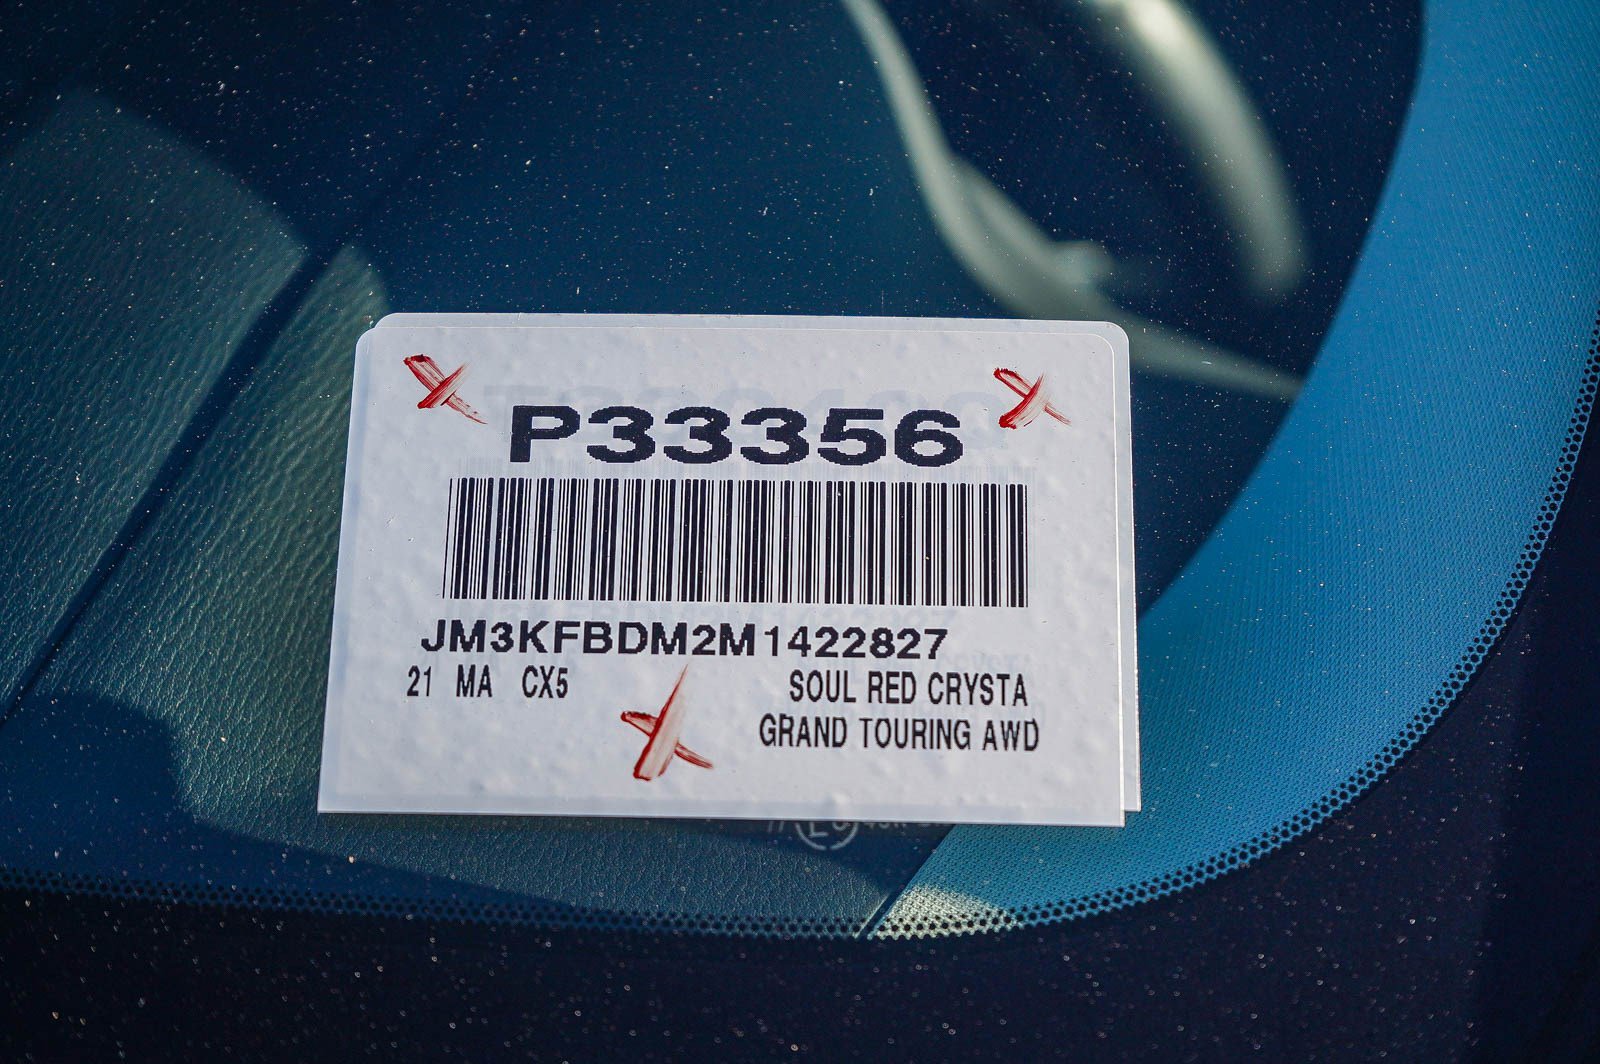 P33356
JM3KFBDM2M1422827
21 MA CX5
SOUL RED CRYSTA
GRAND TOURING AWD